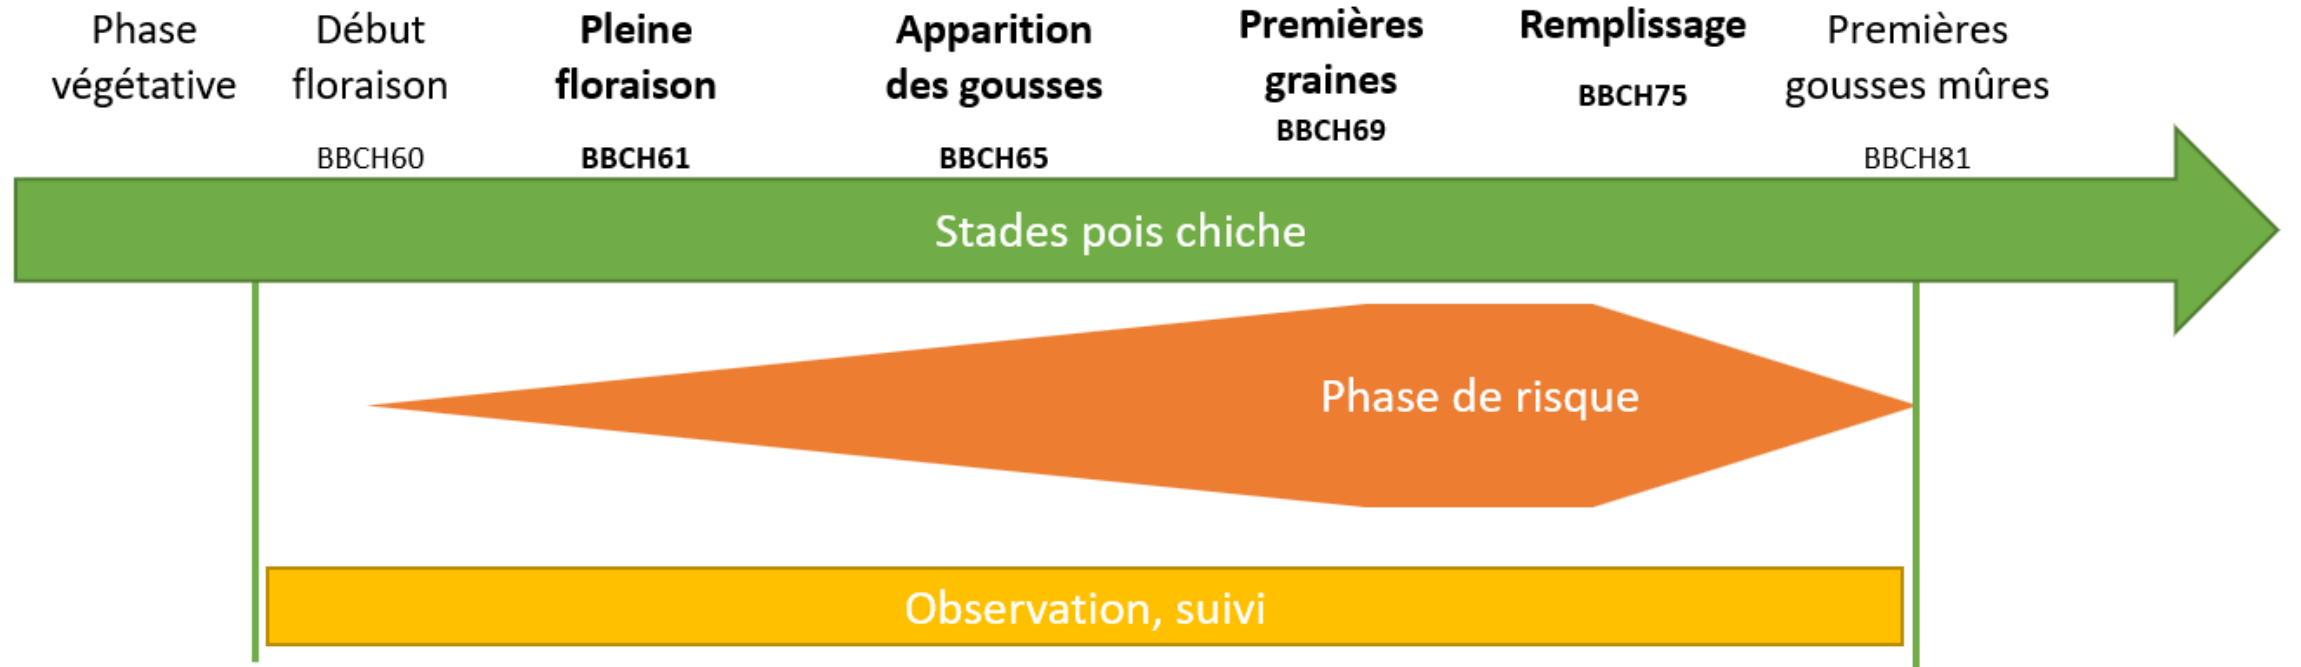 Phase
végétative
Début
floraison
BBCH60
Pleine
floraison
BBCH61
Apparition
des gousses
BBCH65
Premières
graines
BBCH69
Remplissage
BBCH75
Premières
gousses mûres
BBCH81
Stades pois chiche
Phase de risque
Observation, suivi